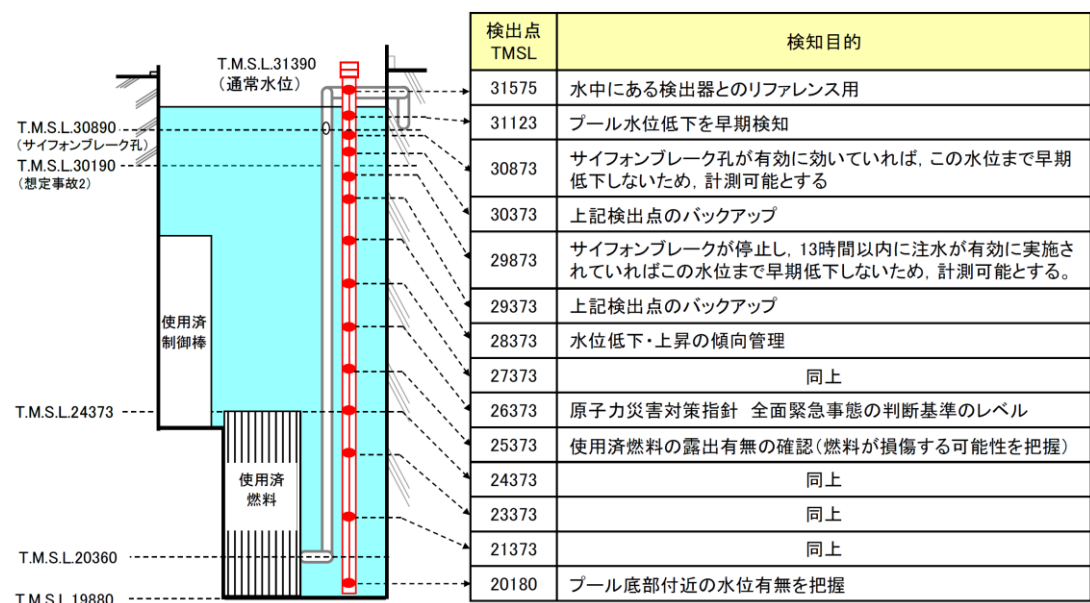 T.M.S.L.31390
(通常水位)
T.M.S.L.30890
(サイフォンブレーク孔)
T.M.S.L.30190
(想定事故2)
使用済
制御棒
T.M.S.L.24373
使用済
燃料
T.M.S.L.20360
T.M.S.L.19880
検出点
TMSL
検知目的
31575 水中にある検出器とのリファレンス用
31123 プール水位低下を早期検知
30873 サイフォンブレーク孔が有効に効いていれば，この水位まで早期
低下しないため，計測可能とする
30373 上記検出点のバックアップ
29873 サイフォンブレークが停止し，13時間以内に注水が有効に実施さ
れていればこの水位まで早期低下しないため，計測可能とする。
29373 上記検出点のバックアップ
28373 水位低下・上昇の傾向管理
27373 同上
26373 原子力災害対策指針 全面緊急事態の判断基準のレベル
25373 使用済燃料の露出有無の確認(燃料が損傷する可能性を把握)
24373 同上
23373 同上
21373 同上
20180 プール底部付近の水位有無を把握